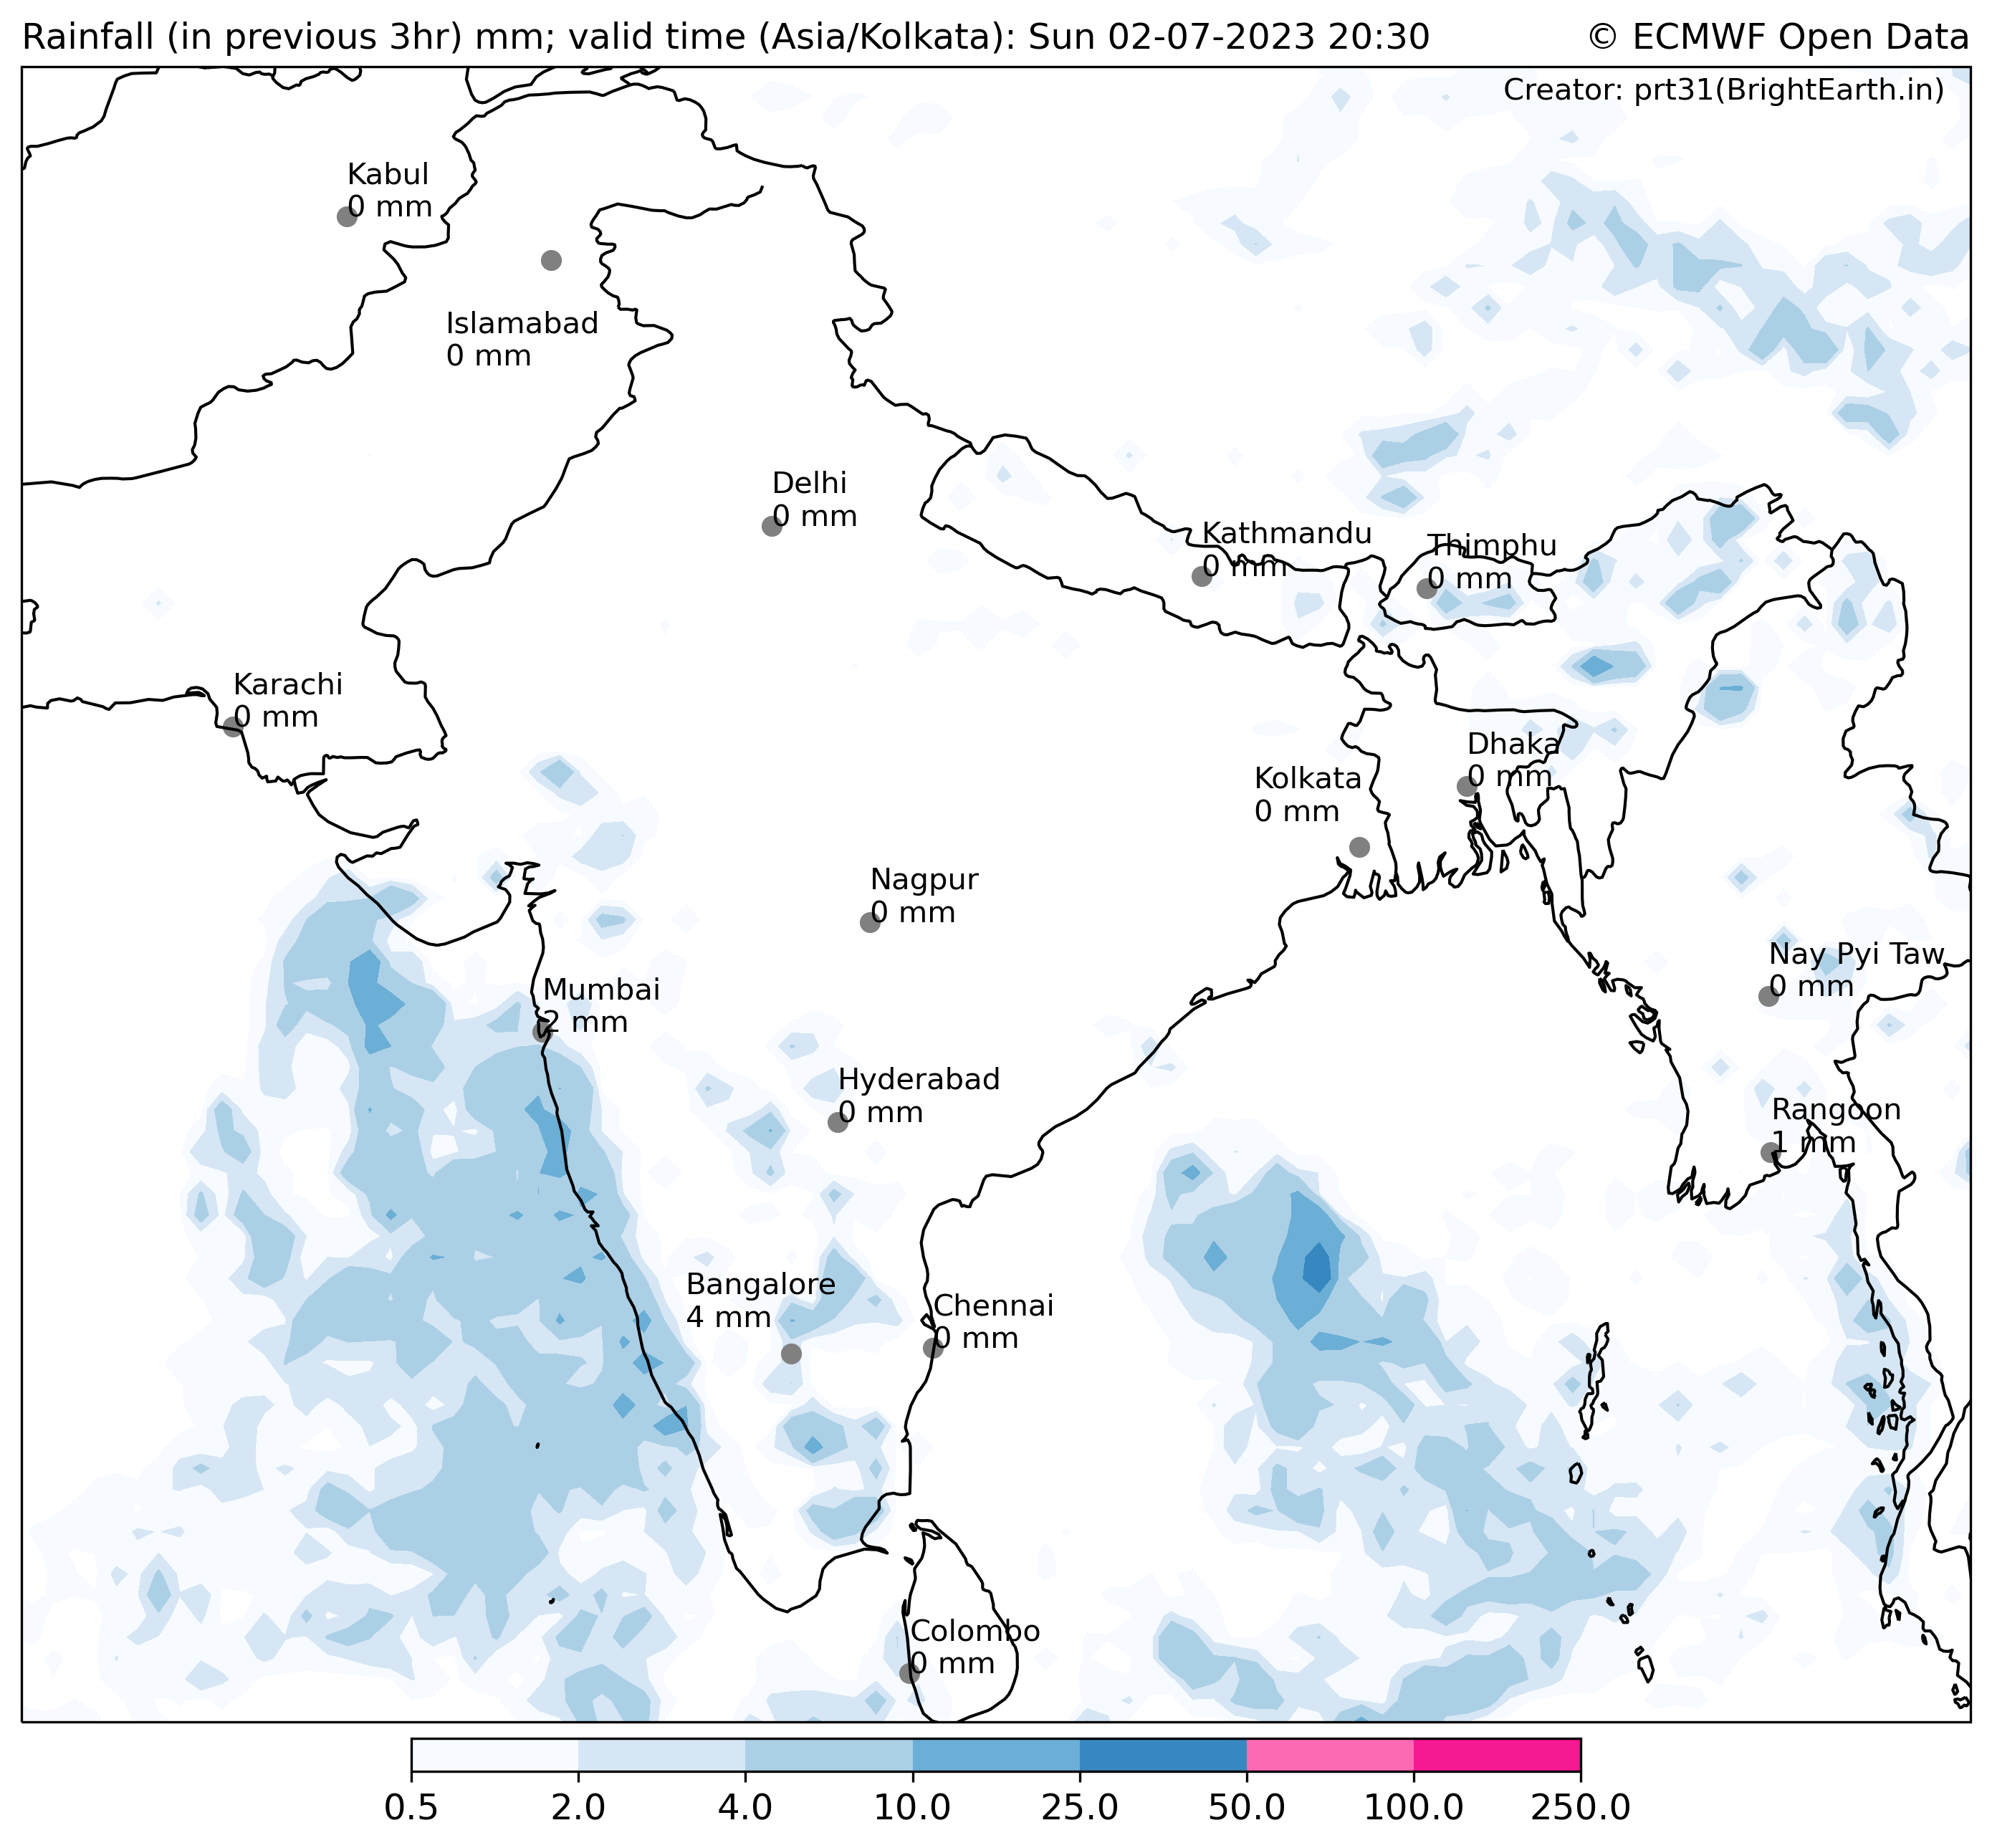 Rainfall (in previous 3hr) mm; valid time (Asia/Kolkata): Sun 02-07-2023 20:30
© ECMWF Open Data
Creator: prt31(BrightEarth.in)
Kabul
0 mm
Islamabad
0 mm
Delhi
0 mm
Kathmandu
0 mm
Thimphu
0 mm
Karachi
0 mm
Dhaka
0 mm
Kolkata
0 mm
Nagpur
0 mm
Nay Pyi Taw
0 mm
Mumbai
2 mm
Hyderabad
0 mm
Rangoon
1 mm
Bangalore
4 mm
Chennai
0 mm
Colombo
0 mm
0.5 2.0 4.0 10.0 25.0 50.0 100.0 250.0